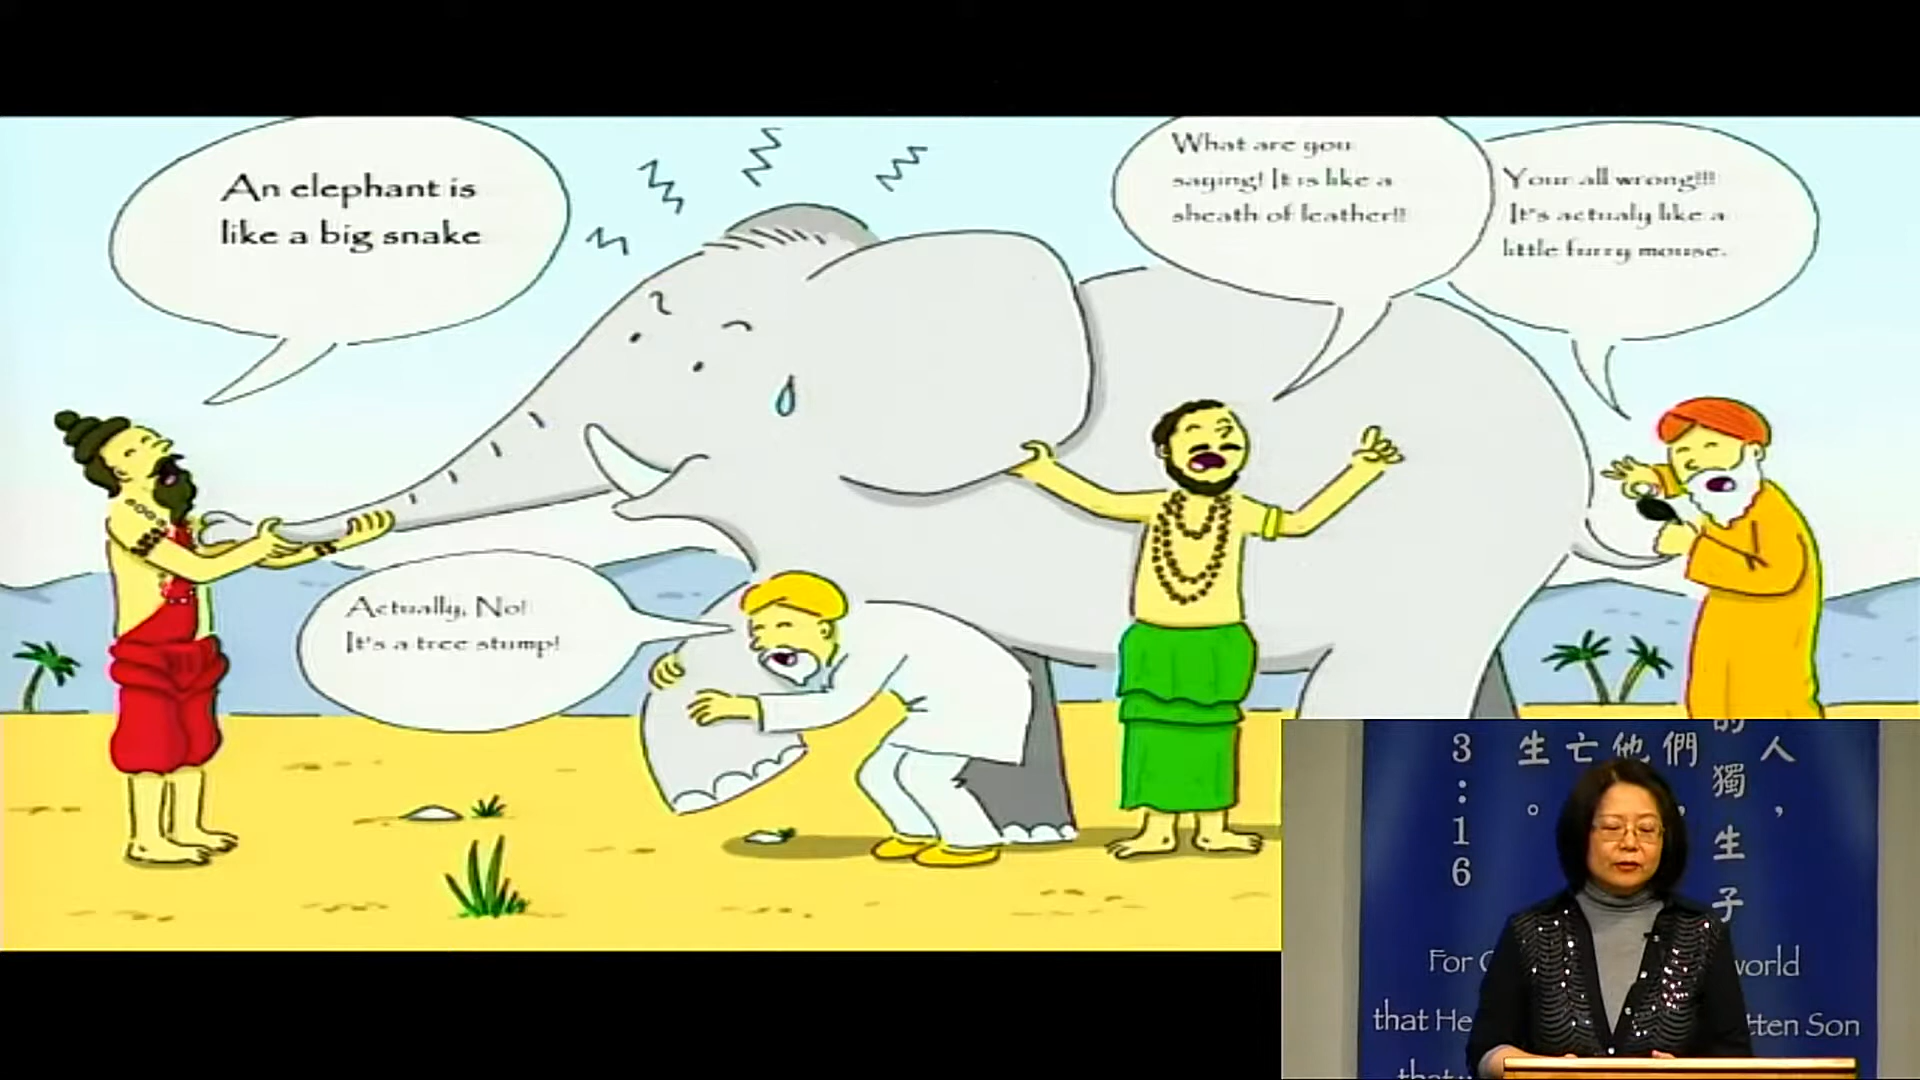 An elephant is
like a big snake
What are you
saying! It is like a
sheath of leather!!
Your all wrong!!!
It's actualy like a
little furry mouse.
Actually, No!
It's a tree stump!
人，
的獨生子
們，
他
亡
生。
3:16
For world
that He tten Son
that